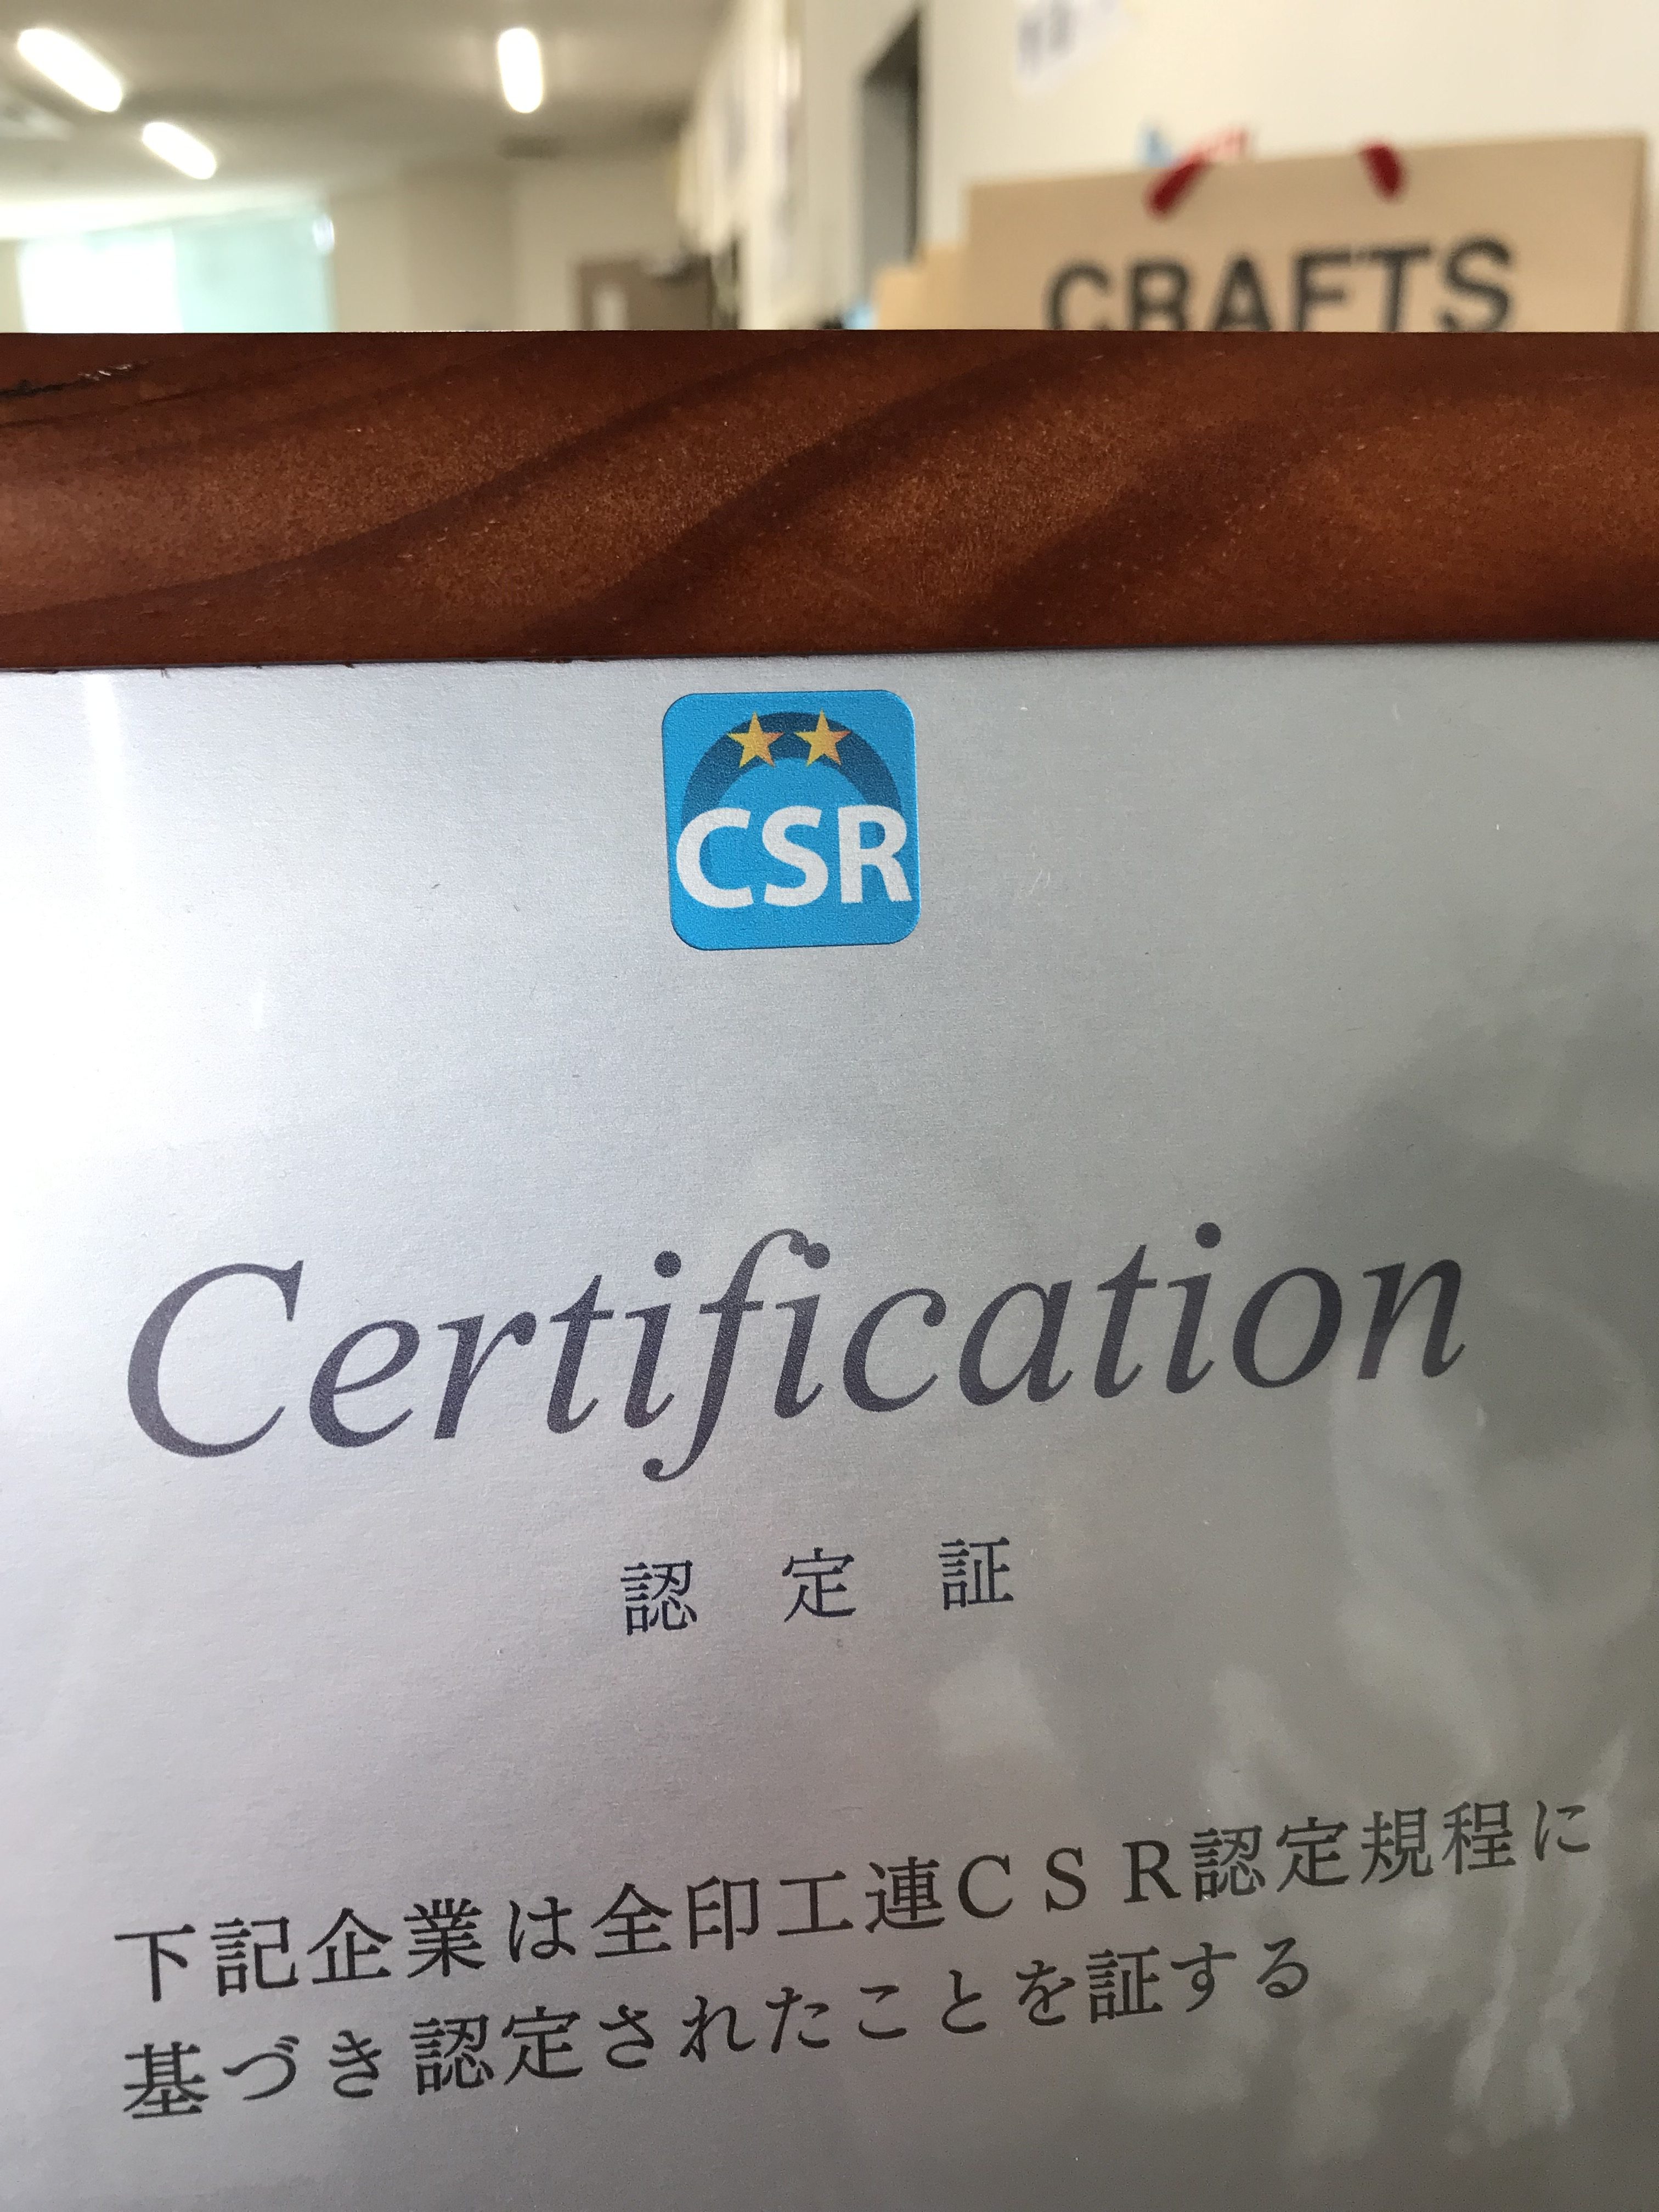 CRAFTS
CSR
Certification
認定証
下記企業は全印工連CSR認定規程に
基づき認定されたことを証する